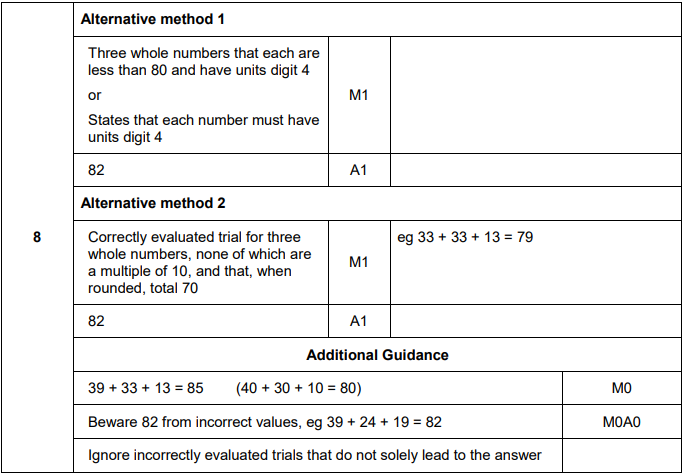 Alternative method 1
Three whole numbers that each are
less than 80 and have units digit 4
or
States that each number must have
units digit 4
M1
82
A1
Alternative method 2
8
Correctly evaluated trial for three
whole numbers, none of which are
a multiple of 10, and that, when
rounded, total 70
M1
eg 33 + 33 + 13 = 79
82
A1
Additional Guidance
39 + 33 + 13 = 85 (40 + 30 + 10 = 80)
M0
Beware 82 from incorrect values, eg 39 + 24 + 19 = 82
M0A0
Ignore incorrectly evaluated trials that do not solely lead to the answer